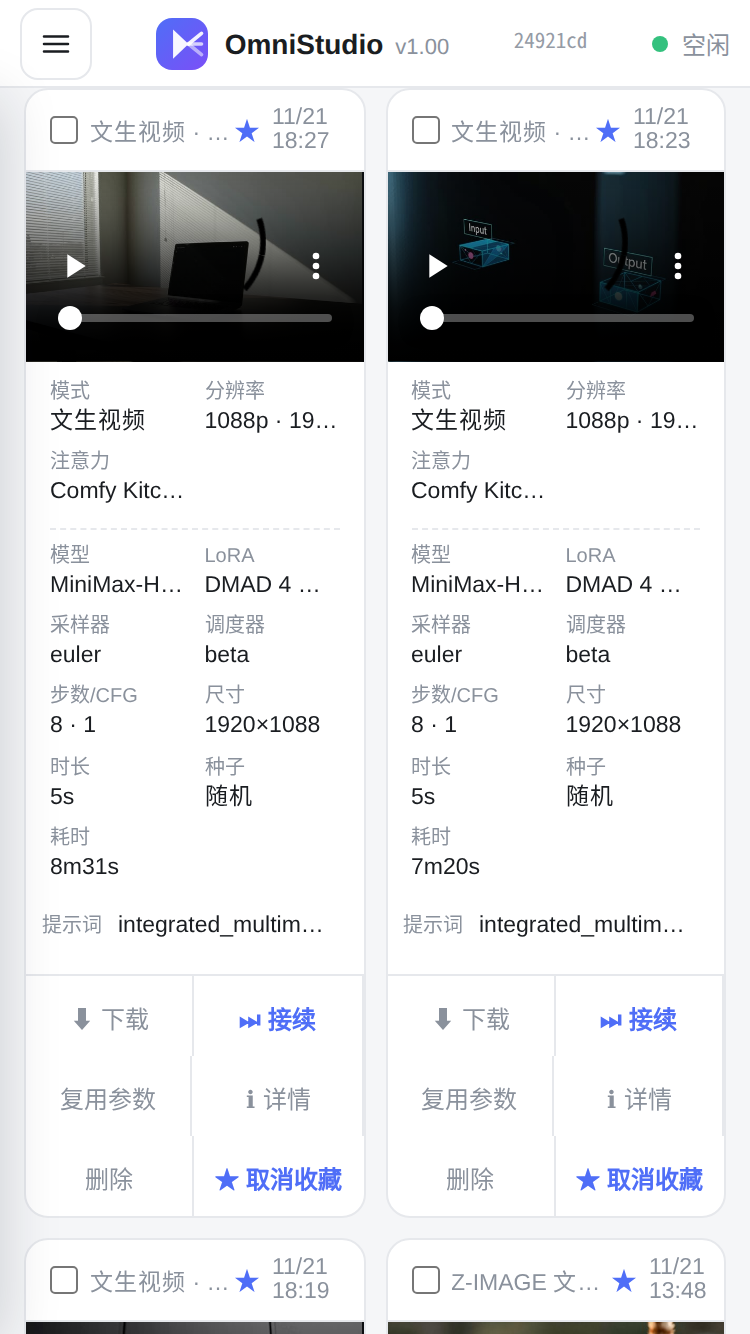 OmniStudio v1.00 24921cd 空闲
文生视频 · … ★ 11/21 18:27
模式 分辨率
文生视频 1088p · 19…
注意力
Comfy Kitc…
模型 LoRA
MiniMax-H… DMAD 4 …
采样器 调度器
euler beta
步数/CFG 尺寸
8 · 1 1920×1088
时长 种子
5s 随机
耗时
8m31s
提示词 integrated_multim…
下载 接续
复用参数 详情
删除 ★ 取消收藏
文生视频 · … ★ 11/21 18:23
Input
Output
模式 分辨率
文生视频 1088p · 19…
注意力
Comfy Kitc…
模型 LoRA
MiniMax-H… DMAD 4 …
采样器 调度器
euler beta
步数/CFG 尺寸
8 · 1 1920×1088
时长 种子
5s 随机
耗时
7m20s
提示词 integrated_multim…
下载 接续
复用参数 详情
删除 ★ 取消收藏
文生视频 · … ★ 11/21 18:19
Z-IMAGE 文… ★ 11/21 13:48